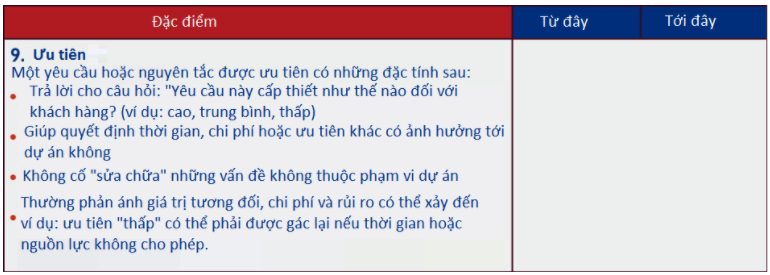 Đặc điểm Từ đây Tới đây
9. Ưu tiên
Một yêu cầu hoặc nguyên tắc được ưu tiên có những đặc tính sau:
• Trả lời cho câu hỏi: "Yêu cầu này cấp thiết như thế nào đối với
khách hàng? (ví dụ: cao, trung bình, thấp)
• Giúp quyết định thời gian, chi phí hoặc ưu tiên khác có ảnh hưởng tới
dự án không
• Không cố "sửa chữa" những vấn đề không thuộc phạm vi dự án
Thường phản ánh giá trị tương đối, chi phí và rủi ro có thể xảy đến
• ví dụ: ưu tiên "thấp" có thể phải được gác lại nếu thời gian hoặc
nguồn lực không cho phép.